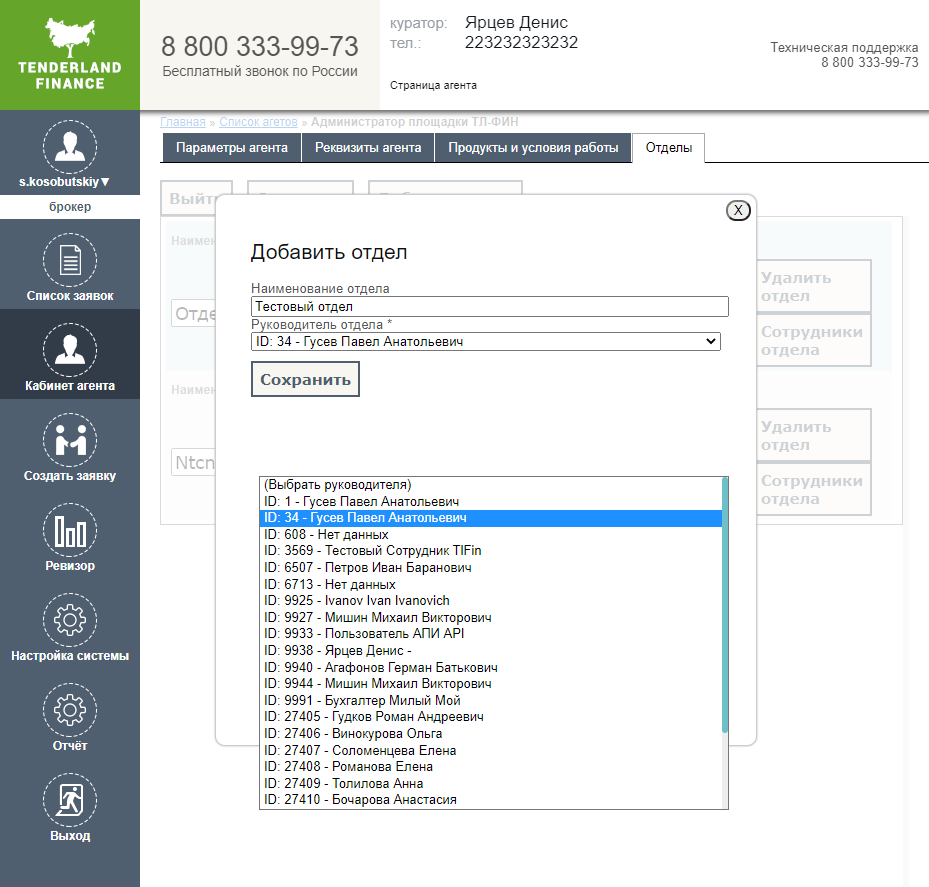 TENDERLAND
FINANCE
8 800 333-99-73
Бесплатный звонок по России
куратор: Ярцев Денис
тел.: 223232323232
Страница агента
Техническая поддержка
8 800 333-99-73
s.kosobutskiy▼
брокер
Список заявок
Кабинет агента
Создать заявку
Ревизор
Настройка системы
Отчёт
Выход
Главная » Список агетов » Администратор площадки ТЛ-ФИН
Параметры агента
Реквизиты агента
Продукты и условия работы
Отделы
Выйт
Наимен
Отде
Удалить
отдел
Сотрудники
отдела
Наимен
Ntcn
Удалить
отдел
Сотрудники
отдела
X
Добавить отдел
Наименование отдела
Тестовый отдел
Руководитель отдела *
ID: 34 - Гусев Павел Анатольевич
Сохранить
(Выбрать руководителя)
ID: 1 - Гусев Павел Анатольевич
ID: 34 - Гусев Павел Анатольевич
ID: 608 - Нет данных
ID: 3569 - Тестовый Сотрудник TlFin
ID: 6507 - Петров Иван Баранович
ID: 6713 - Нет данных
ID: 9925 - Ivanov Ivan Ivanovich
ID: 9927 - Мишин Михаил Викторович
ID: 9933 - Пользователь АПИ API
ID: 9938 - Ярцев Денис -
ID: 9940 - Агафонов Герман Батькович
ID: 9944 - Мишин Михаил Викторович
ID: 9991 - Бухгалтер Милый Мой
ID: 27405 - Гудков Роман Андреевич
ID: 27406 - Винокурова Ольга
ID: 27407 - Соломенцева Елена
ID: 27408 - Романова Елена
ID: 27409 - Толилова Анна
ID: 27410 - Бочарова Анастасия